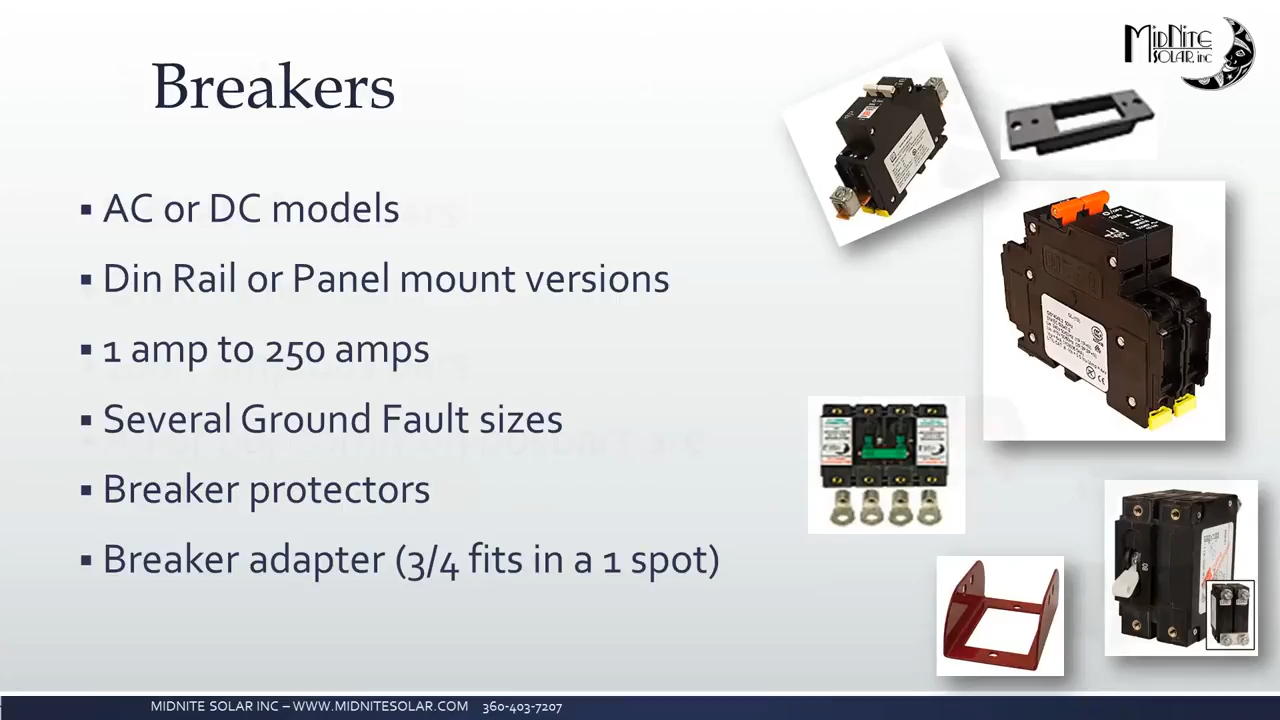 MIDNITE
SOLAR, INC
Breakers
▪ AC or DC models
▪ Din Rail or Panel mount versions
▪ 1 amp to 250 amps
▪ Several Ground Fault sizes
▪ Breaker protectors
▪ Breaker adapter (3/4 fits in a 1 spot)
MIDNITE SOLAR INC – WWW.MIDNITESOLAR.COM 360-403-7207